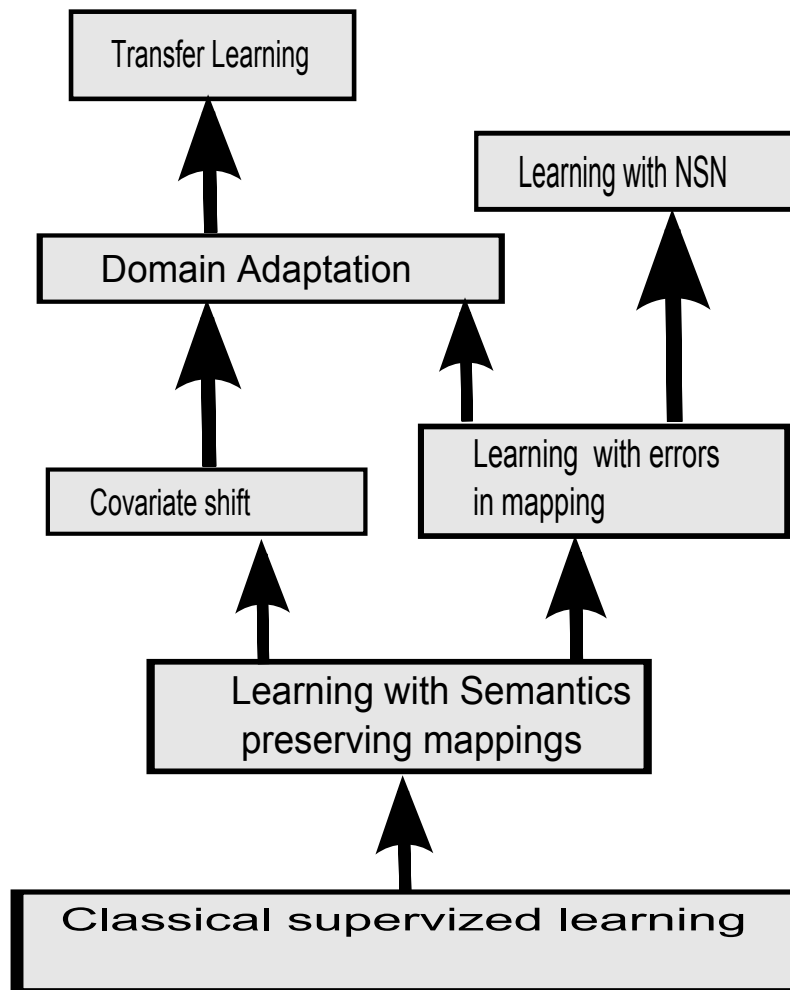 Transfer Learning
Learning with NSN
Domain Adaptation
Learning with errors
in mapping
Covariate shift
Learning with Semantics
preserving mappings
Classical supervized learning